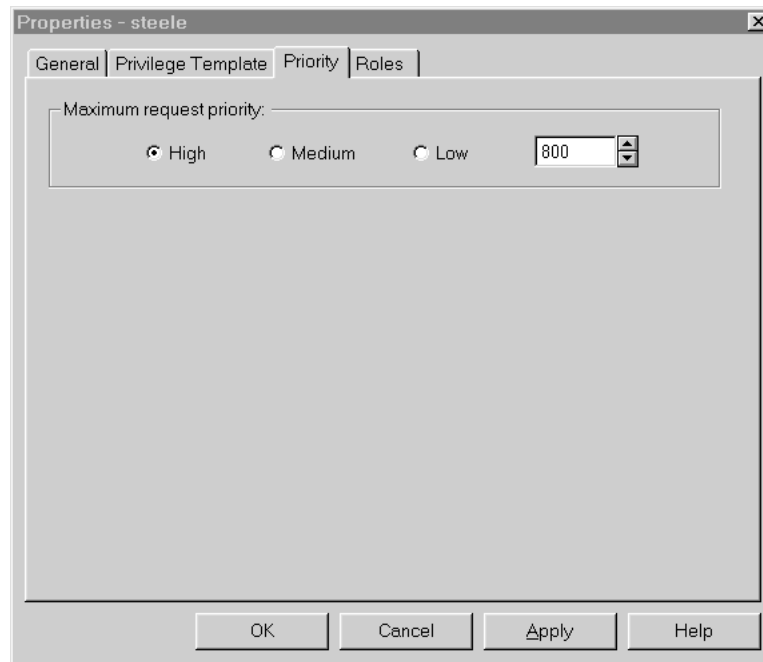 Properties - steele
General Privilege Template Priority Roles
Maximum request priority:
High Medium Low 800
OK Cancel Apply Help